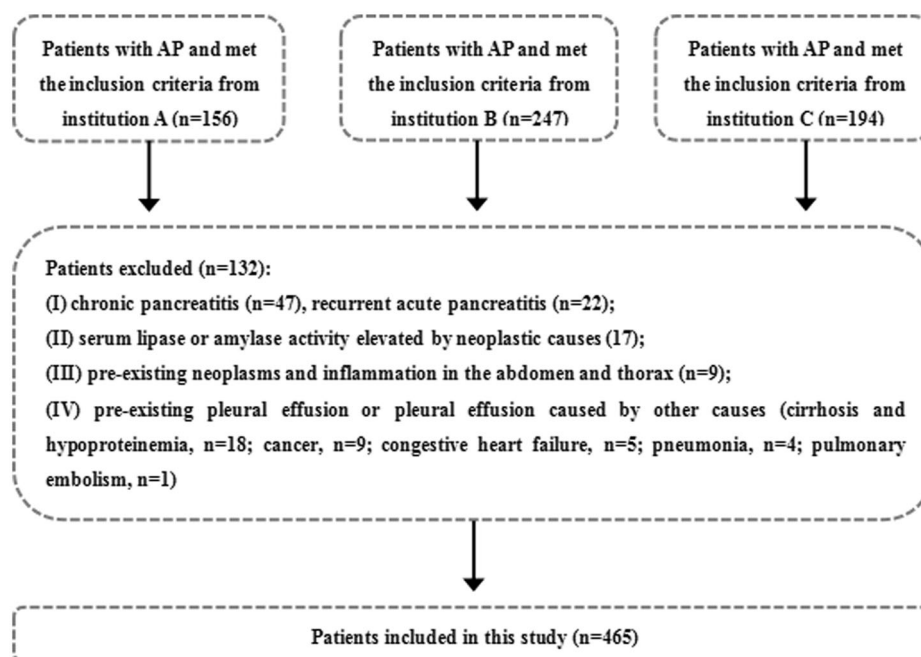 Patients with AP and met
the inclusion criteria from
institution A (n=156)
Patients with AP and met
the inclusion criteria from
institution B (n=247)
Patients with AP and met
the inclusion criteria from
institution C (n=194)
Patients excluded (n=132):
(I) chronic pancreatitis (n=47), recurrent acute pancreatitis (n=22);
(II) serum lipase or amylase activity elevated by neoplastic causes (17);
(III) pre-existing neoplasms and inflammation in the abdomen and thorax (n=9);
(IV) pre-existing pleural effusion or pleural effusion caused by other causes (cirrhosis and
hypoproteinemia, n=18; cancer, n=9; congestive heart failure, n=5; pneumonia, n=4; pulmonary
embolism, n=1)
Patients included in this study (n=465)